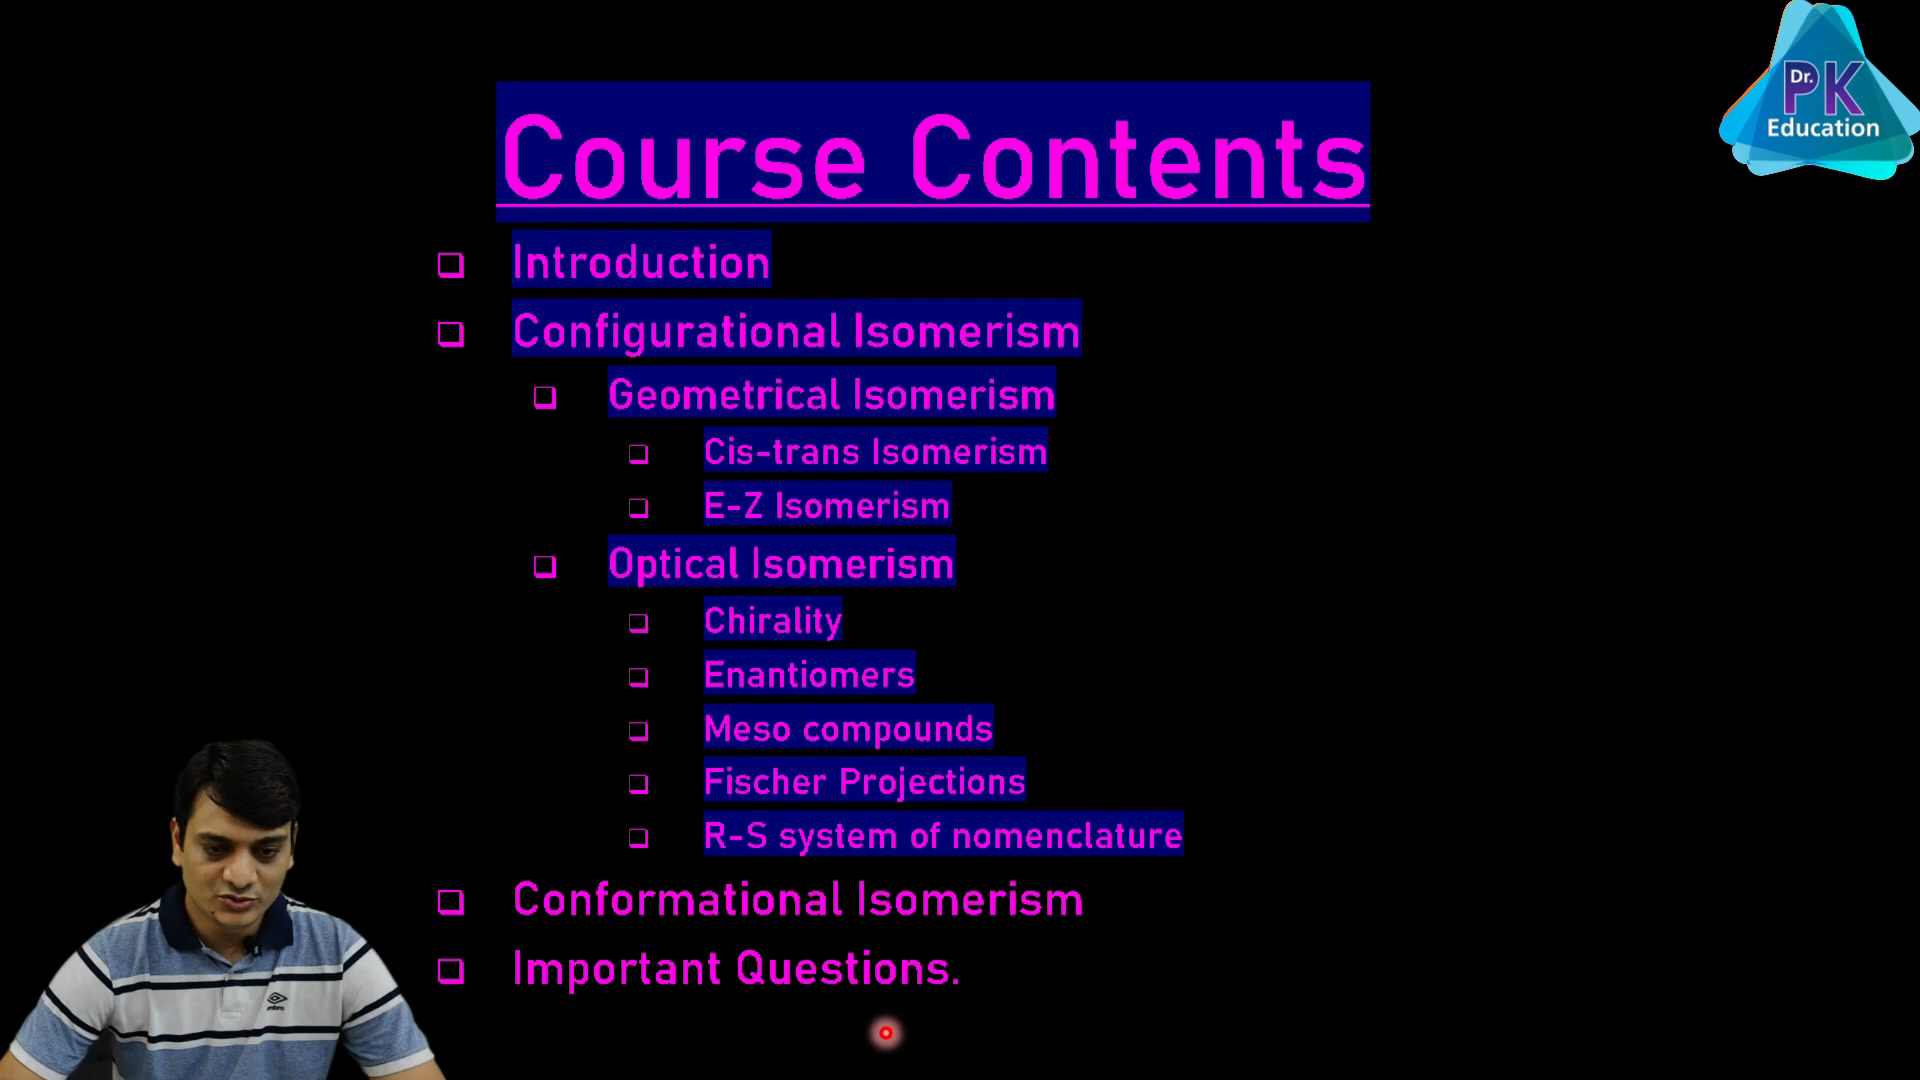 Dr.
PK
Education
Course Contents
Introduction
Configurational Isomerism
Geometrical Isomerism
Cis-trans Isomerism
E-Z Isomerism
Optical Isomerism
Chirality
Enantiomers
Meso compounds
Fischer Projections
R-S system of nomenclature
Conformational Isomerism
Important Questions.
umbro